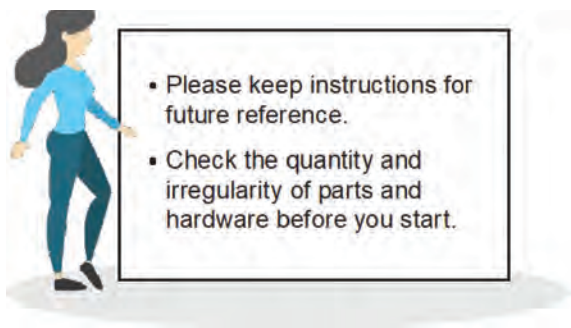 • Please keep instructions for
future reference.
• Check the quantity and
irregularity of parts and
hardware before you start.